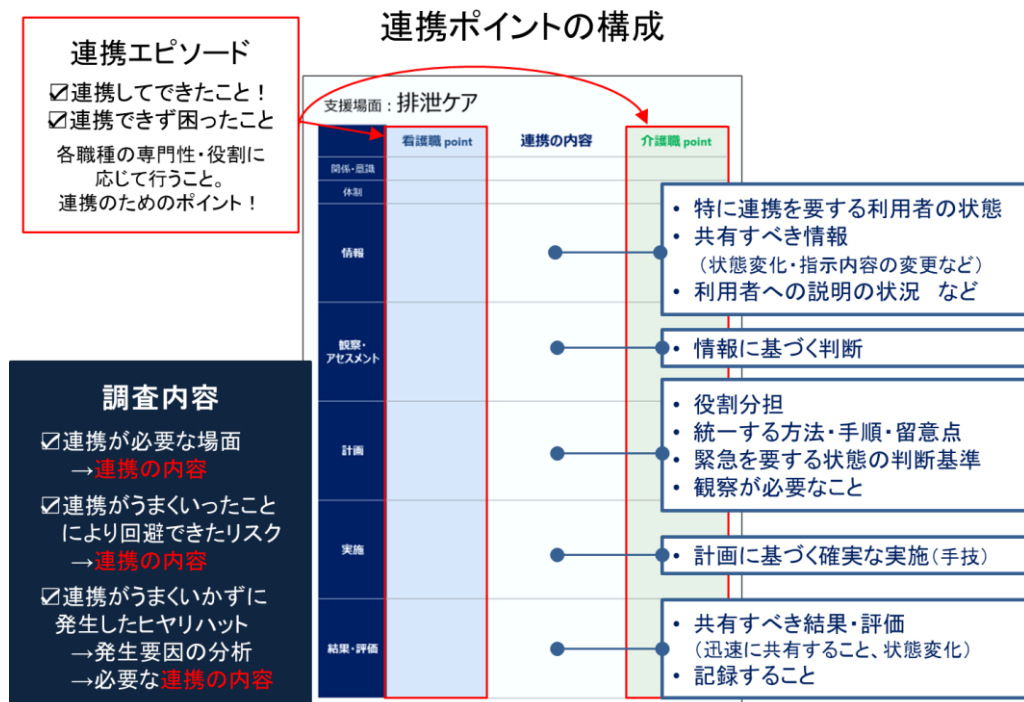 連携ポイントの構成
連携エピソード
☑連携してできたこと！
☑連携できず困ったこと
各職種の専門性・役割に
応じて行うこと。
連携のためのポイント！
支援場面：排泄ケア
看護職 point
連携の内容
介護職 point
関係・意識
体制
情報
観察・
アセスメント
計画
実施
結果・評価
• 特に連携を要する利用者の状態
• 共有すべき情報
（状態変化・指示内容の変更など）
• 利用者への説明の状況　など
• 情報に基づく判断
• 役割分担
• 統一する方法・手順・留意点
• 緊急を要する状態の判断基準
• 観察が必要なこと
• 計画に基づく確実な実施（手技）
• 共有すべき結果・評価
（迅速に共有すること、状態変化）
• 記録すること
調査内容
☑連携が必要な場面
→連携の内容
☑連携がうまくいったこと
により回避できたリスク
→連携の内容
☑連携がうまくいかずに
発生したヒヤリハット
→発生要因の分析
→必要な連携の内容